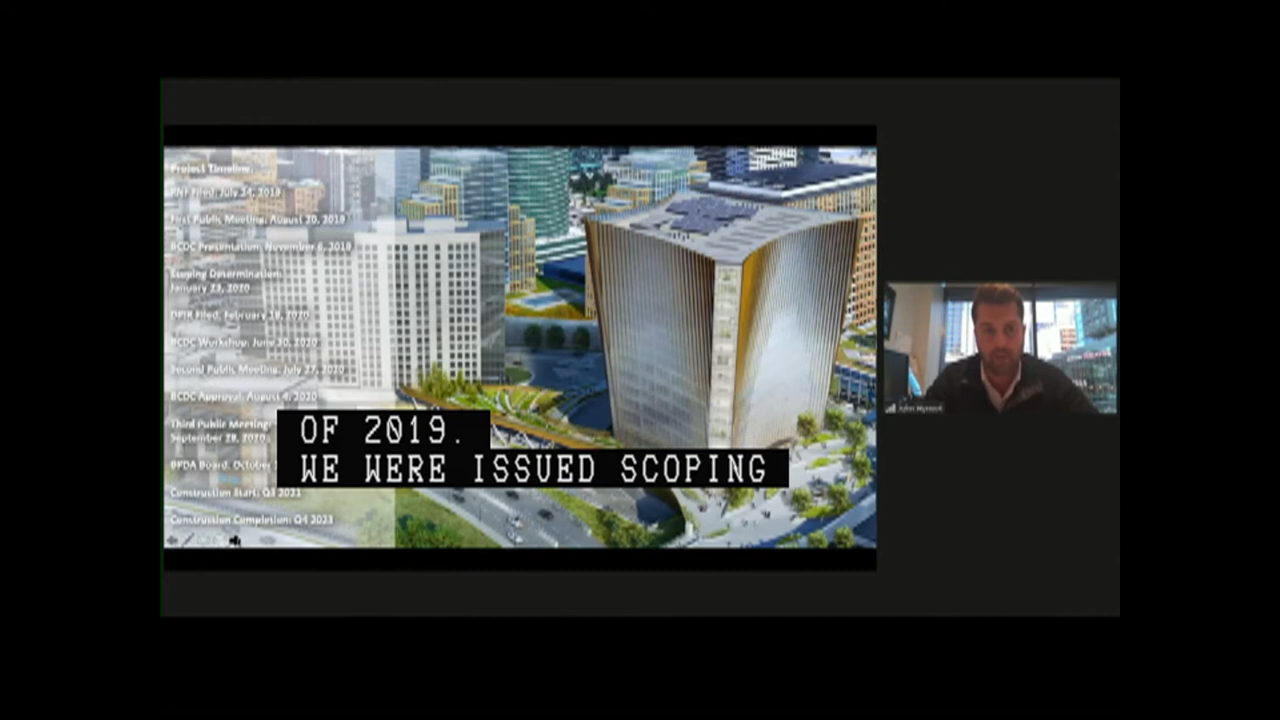 Project Timeline:
PNF Filed: July 24, 2019
First Public Meeting: August 20, 2019
BCDC Presentation: November 6, 2019
Scoping Determination:
January 23, 2020
DPIR Filed: February 18, 2020
BCDC Workshop: June 30, 2020
Second Public Meeting: July 27, 2020
BCDC Approval: August 4, 2020
Third Public Meeting:
September 28, 2020
BPDA Board: October
Construction Start: Q3 2021
Construction Completion: Q4 2023
OF 2019.
WE WERE ISSUED SCOPING
John